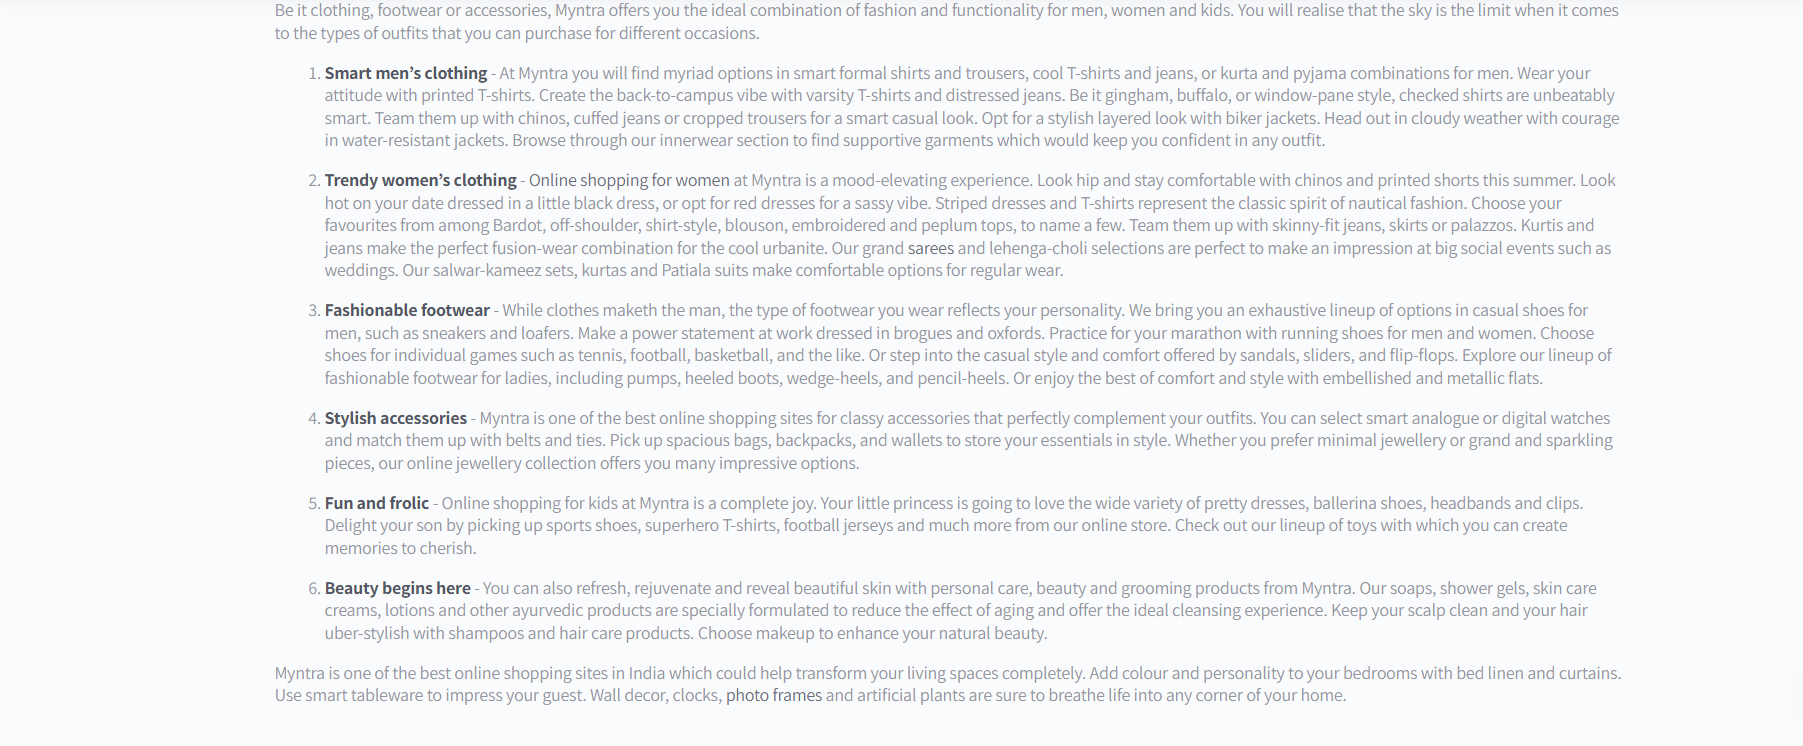 Be it clothing, footwear or accessories, Myntra offers you the ideal combination of fashion and functionality for men, women and kids. You will realise that the sky is the limit when it comes
to the types of outfits that you can purchase for different occasions.
1. Smart men’s clothing - At Myntra you will find myriad options in smart formal shirts and trousers, cool T-shirts and jeans, or kurta and pyjama combinations for men. Wear your
attitude with printed T-shirts. Create the back-to-campus vibe with varsity T-shirts and distressed jeans. Be it gingham, buffalo, or window-pane style, checked shirts are unbeatably
smart. Team them up with chinos, cuffed jeans or cropped trousers for a smart casual look. Opt for a stylish layered look with biker jackets. Head out in cloudy weather with courage
in water-resistant jackets. Browse through our innerwear section to find supportive garments which would keep you confident in any outfit.
2. Trendy women’s clothing - Online shopping for women at Myntra is a mood-elevating experience. Look hip and stay comfortable with chinos and printed shorts this summer. Look
hot on your date dressed in a little black dress, or opt for red dresses for a sassy vibe. Striped dresses and T-shirts represent the classic spirit of nautical fashion. Choose your
favourites from among Bardot, off-shoulder, shirt-style, blouson, embroidered and peplum tops, to name a few. Team them up with skinny-fit jeans, skirts or palazzos. Kurtis and
jeans make the perfect fusion-wear combination for the cool urbanite. Our grand sarees and lehenga-choli selections are perfect to make an impression at big social events such as
weddings. Our salwar-kameez sets, kurtas and Patiala suits make comfortable options for regular wear.
3. Fashionable footwear - While clothes maketh the man, the type of footwear you wear reflects your personality. We bring you an exhaustive lineup of options in casual shoes for
men, such as sneakers and loafers. Make a power statement at work dressed in brogues and oxfords. Practice for your marathon with running shoes for men and women. Choose
shoes for individual games such as tennis, football, basketball, and the like. Or step into the casual style and comfort offered by sandals, sliders, and flip-flops. Explore our lineup of
fashionable footwear for ladies, including pumps, heeled boots, wedge-heels, and pencil-heels. Or enjoy the best of comfort and style with embellished and metallic flats.
4. Stylish accessories - Myntra is one of the best online shopping sites for classy accessories that perfectly complement your outfits. You can select smart analogue or digital watches
and match them up with belts and ties. Pick up spacious bags, backpacks, and wallets to store your essentials in style. Whether you prefer minimal jewellery or grand and sparkling
pieces, our online jewellery collection offers you many impressive options.
5. Fun and frolic - Online shopping for kids at Myntra is a complete joy. Your little princess is going to love the wide variety of pretty dresses, ballerina shoes, headbands and clips.
Delight your son by picking up sports shoes, superhero T-shirts, football jerseys and much more from our online store. Check out our lineup of toys with which you can create
memories to cherish.
6. Beauty begins here - You can also refresh, rejuvenate and reveal beautiful skin with personal care, beauty and grooming products from Myntra. Our soaps, shower gels, skin care
creams, lotions and other ayurvedic products are specially formulated to reduce the effect of aging and offer the ideal cleansing experience. Keep your scalp clean and your hair
uber-stylish with shampoos and hair care products. Choose makeup to enhance your natural beauty.
Myntra is one of the best online shopping sites in India which could help transform your living spaces completely. Add colour and personality to your bedrooms with bed linen and curtains.
Use smart tableware to impress your guest. Wall decor, clocks, photo frames and artificial plants are sure to breathe life into any corner of your home.